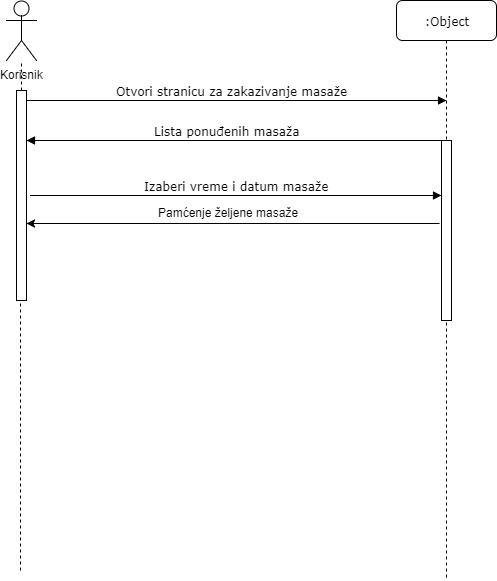 :Object
Korisnik
Otvori stranicu za zakazivanje masaže
Lista ponuđenih masaža
Izaberi vreme i datum masaže
Pamćenje željene masaže